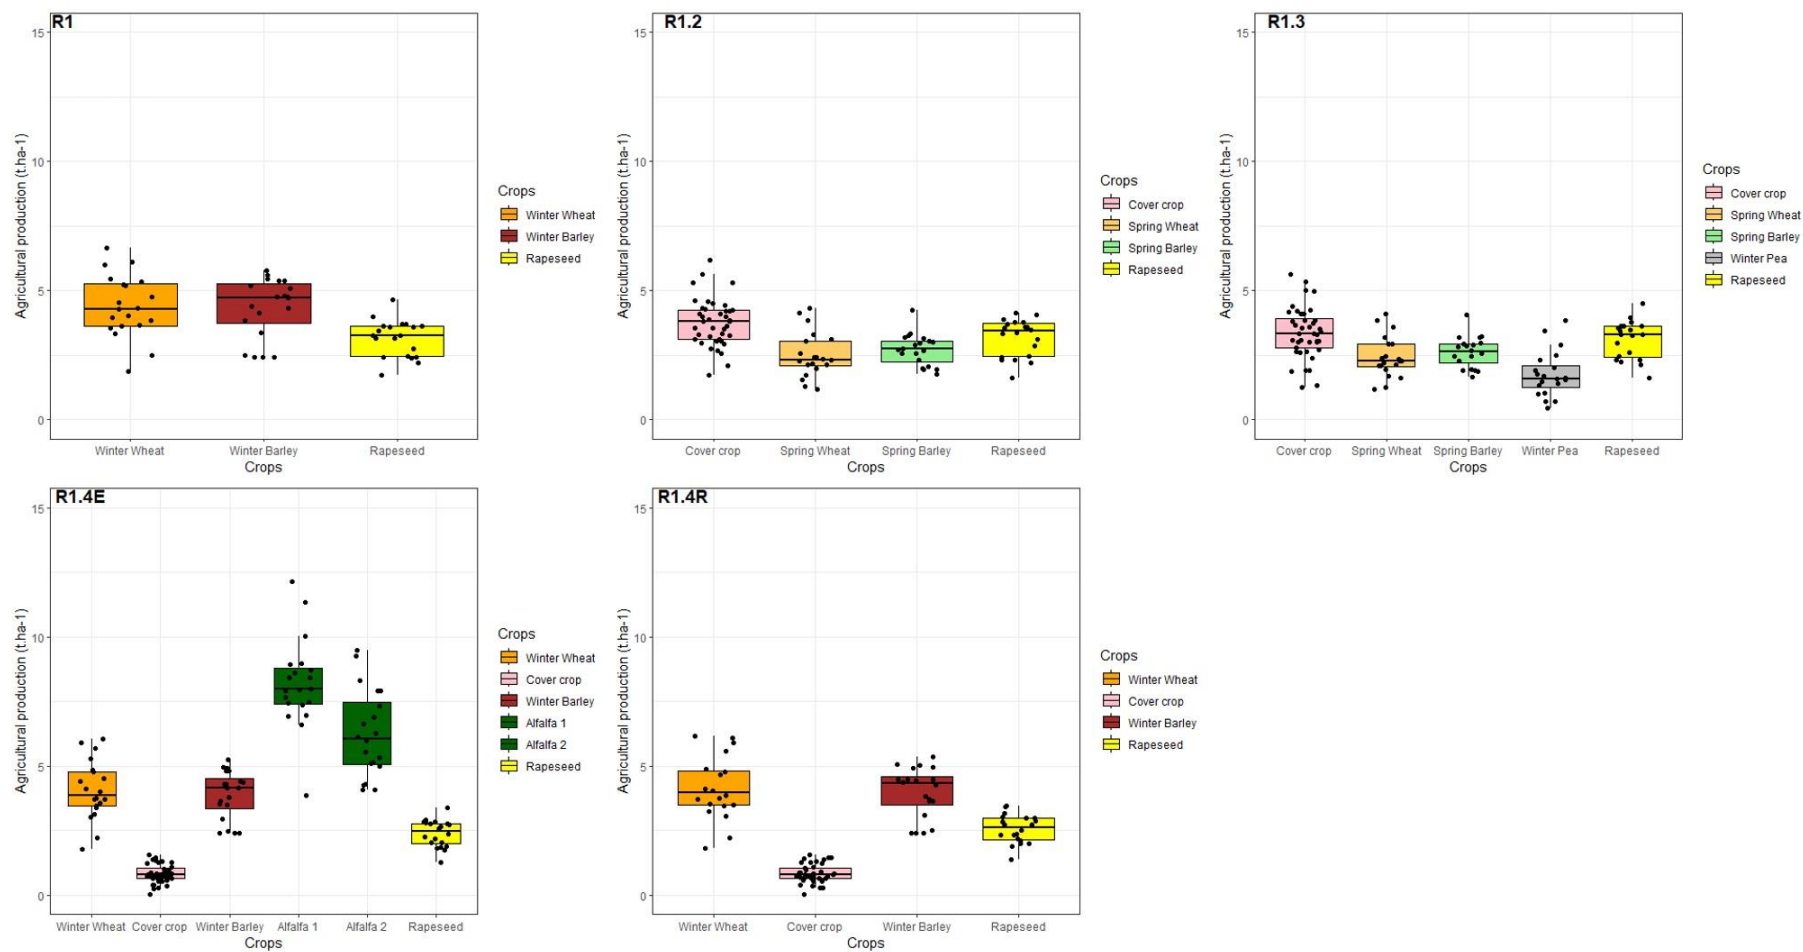 R1
15
10
5
0
Agricultural production (t.ha-1)
Winter Wheat
Winter Barley
Rapeseed
Crops
Crops
Winter Wheat
Winter Barley
Rapeseed
R1.2
15
10
5
0
Agricultural production (t.ha-1)
Cover crop
Spring Wheat
Spring Barley
Rapeseed
Crops
Crops
Cover crop
Spring Wheat
Spring Barley
Rapeseed
R1.3
15
10
5
0
Agricultural production (t.ha-1)
Cover crop
Spring Wheat
Spring Barley
Winter Pea
Rapeseed
Crops
Crops
Cover crop
Spring Wheat
Spring Barley
Winter Pea
Rapeseed
R1.4E
15
10
5
0
Agricultural production (t.ha-1)
Winter Wheat
Cover crop
Winter Barley
Alfalfa 1
Alfalfa 2
Rapeseed
Crops
Crops
Winter Wheat
Cover crop
Winter Barley
Alfalfa 1
Alfalfa 2
Rapeseed
R1.4R
15
10
5
0
Agricultural production (t.ha-1)
Winter Wheat
Cover crop
Winter Barley
Rapeseed
Crops
Crops
Winter Wheat
Cover crop
Winter Barley
Rapeseed